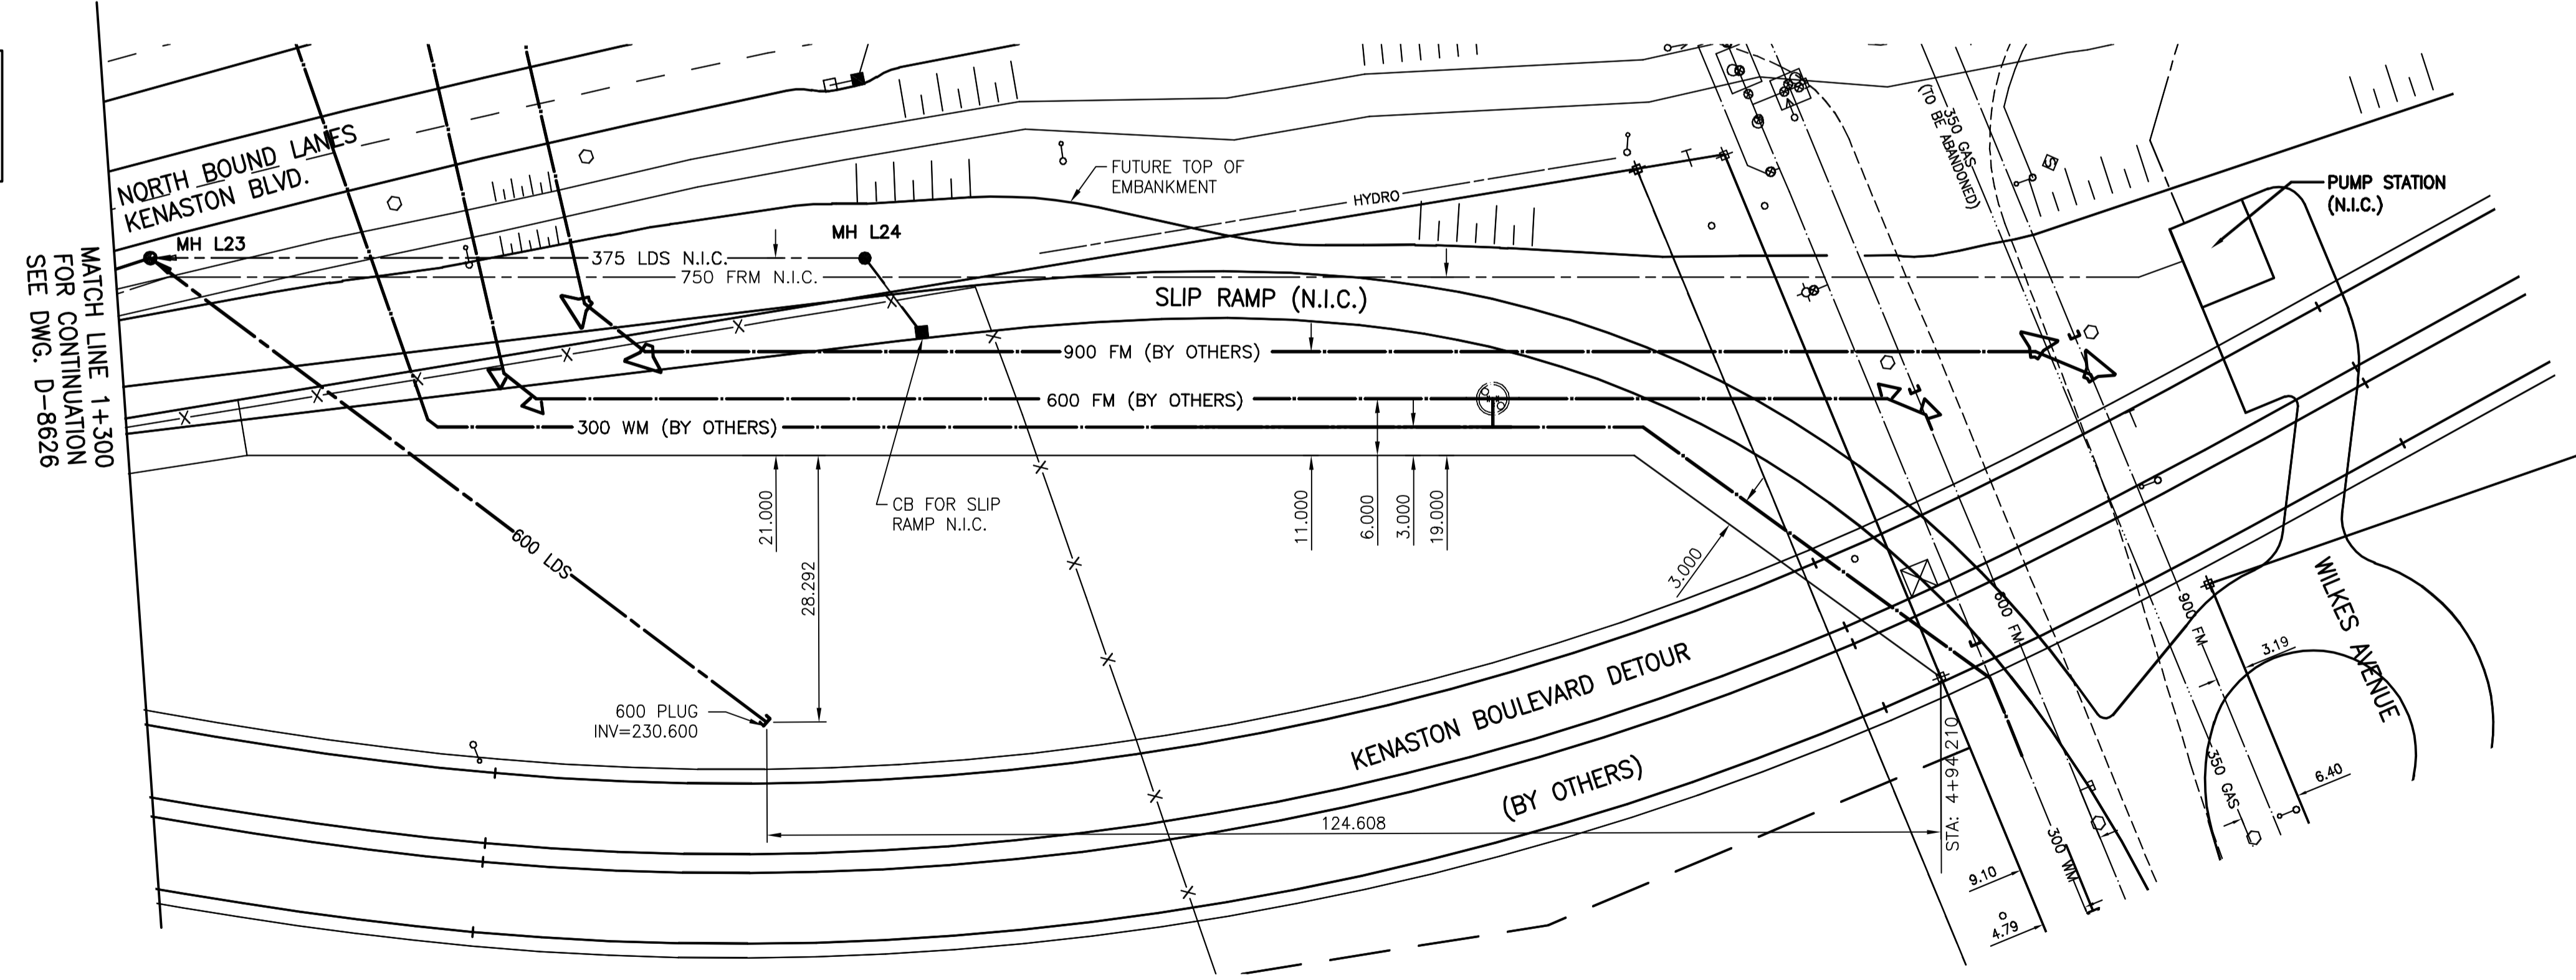 NORTH BOUND LANES
KENASTON BLVD.
MATCH LINE 1+300
FOR CONTINUATION
SEE DWG. D-8626
MH L23
MH L24
375 LDS N.I.C.
750 FRM N.I.C.
FUTURE TOP OF
EMBANKMENT
HYDRO
SLIP RAMP (N.I.C.)
900 FM (BY OTHERS)
600 FM (BY OTHERS)
300 WM (BY OTHERS)
350 GAS
(TO BE ABANDONED)
S
PUMP STATION
(N.I.C.)
CB FOR SLIP
RAMP N.I.C.
21.000
28.292
11.000
6.000
3.000
19.000
3.000
600 LDS
600 PLUG
INV=230.600
KENASTON BOULEVARD DETOUR
(BY OTHERS)
124.608
STA: 4+94.210
600 FM
900 FM
WILKES AVENUE
3.19
6.40
350 GAS
300 WM
9.10
4.79